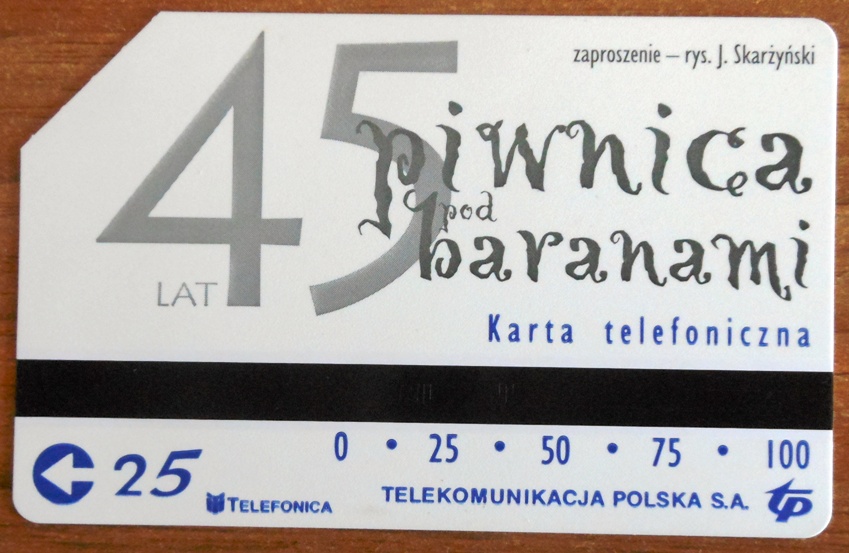 zaproszenie – rys. J. Skarżyński
45
LAT
piwnica
pod
baranami
Karta telefoniczna
0 • 25 • 50 • 75 • 100
25
TELEFONICA
TELEKOMUNIKACJA POLSKA S.A.
tp